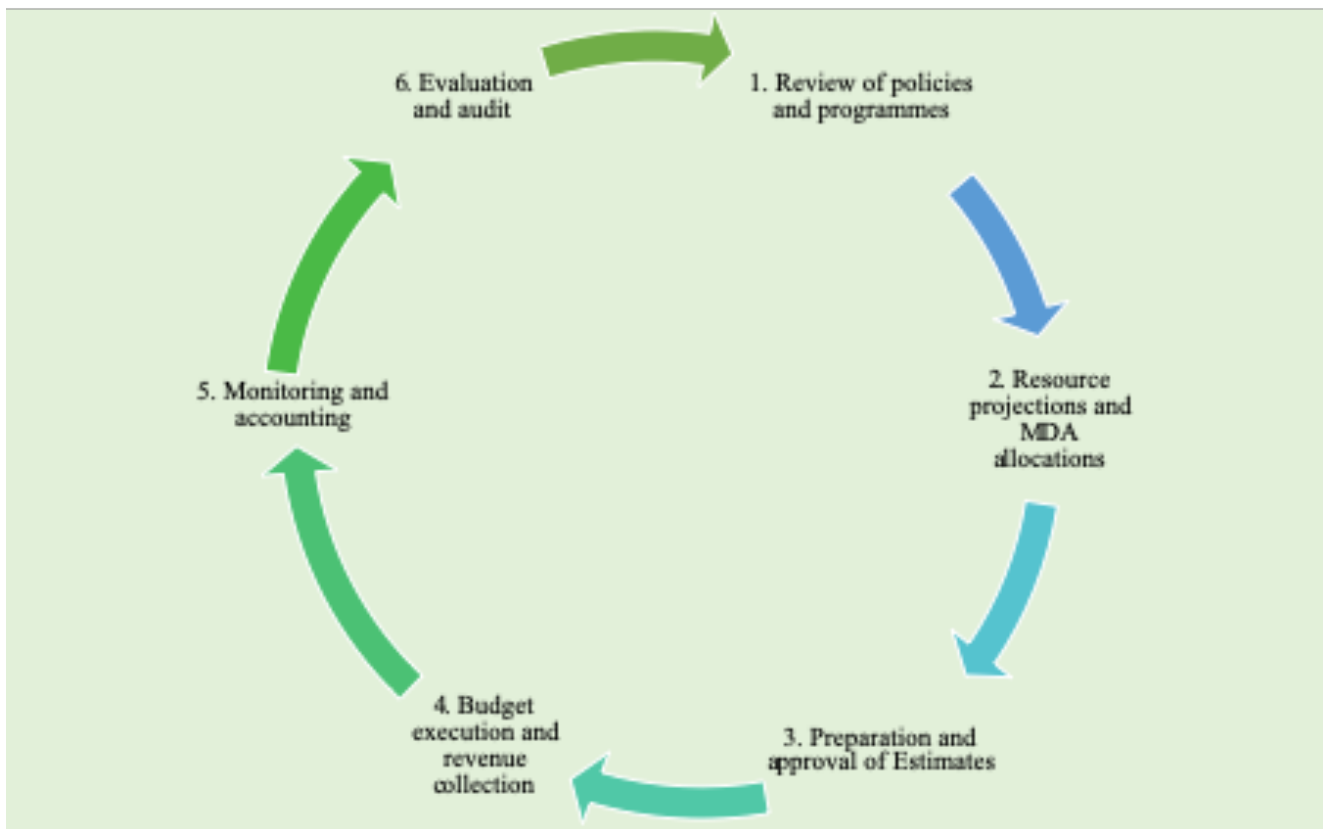 1. Review of policies
and programmes
2. Resource
projections and
MDA
allocations
3. Preparation and
approval of Estimates
4. Budget
execution and
revenue
collection
5. Monitoring and
accounting
6. Evaluation
and audit